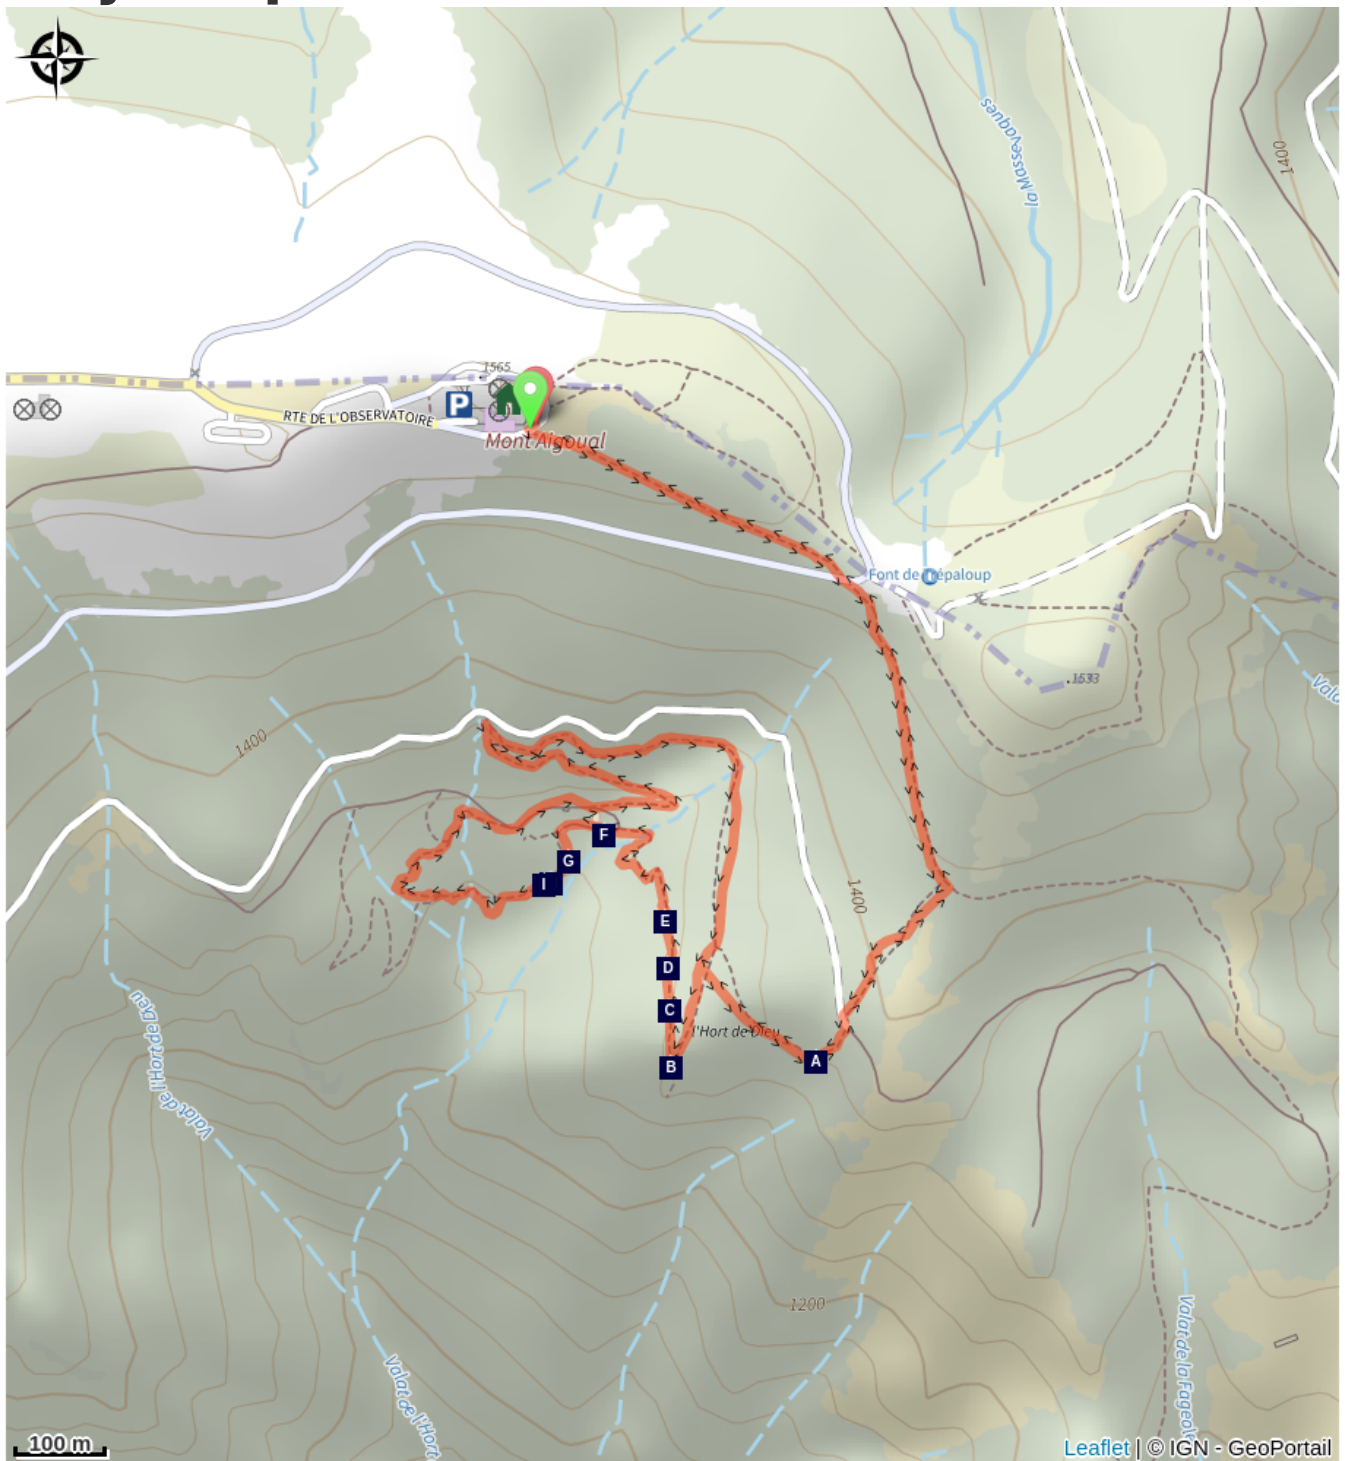 la Massevaques
1400
1565
P
RTE DE L'OBSERVATOIRE
Mont Aigoual
Font de Trépaloup
1533
1400
F
G
I
1400
E
D
C
l'Hort de Dieu
A
B
Valat de l'Hort de Dieu
1200
Valat de la Fageole
Valat de l'Hort
100 m
Leaflet | © IGN - GeoPortail